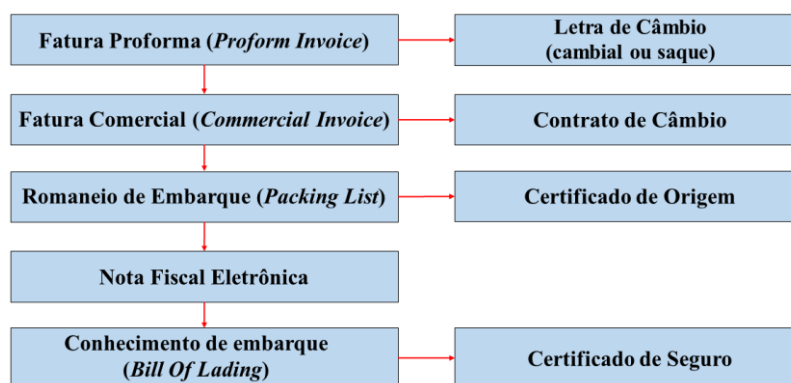 Fatura Proforma (Proform Invoice)
Letra de Câmbio
(cambial ou saque)
Fatura Comercial (Commercial Invoice)
Contrato de Câmbio
Romaneio de Embarque (Packing List)
Certificado de Origem
Nota Fiscal Eletrônica
Conhecimento de embarque
(Bill Of Lading)
Certificado de Seguro